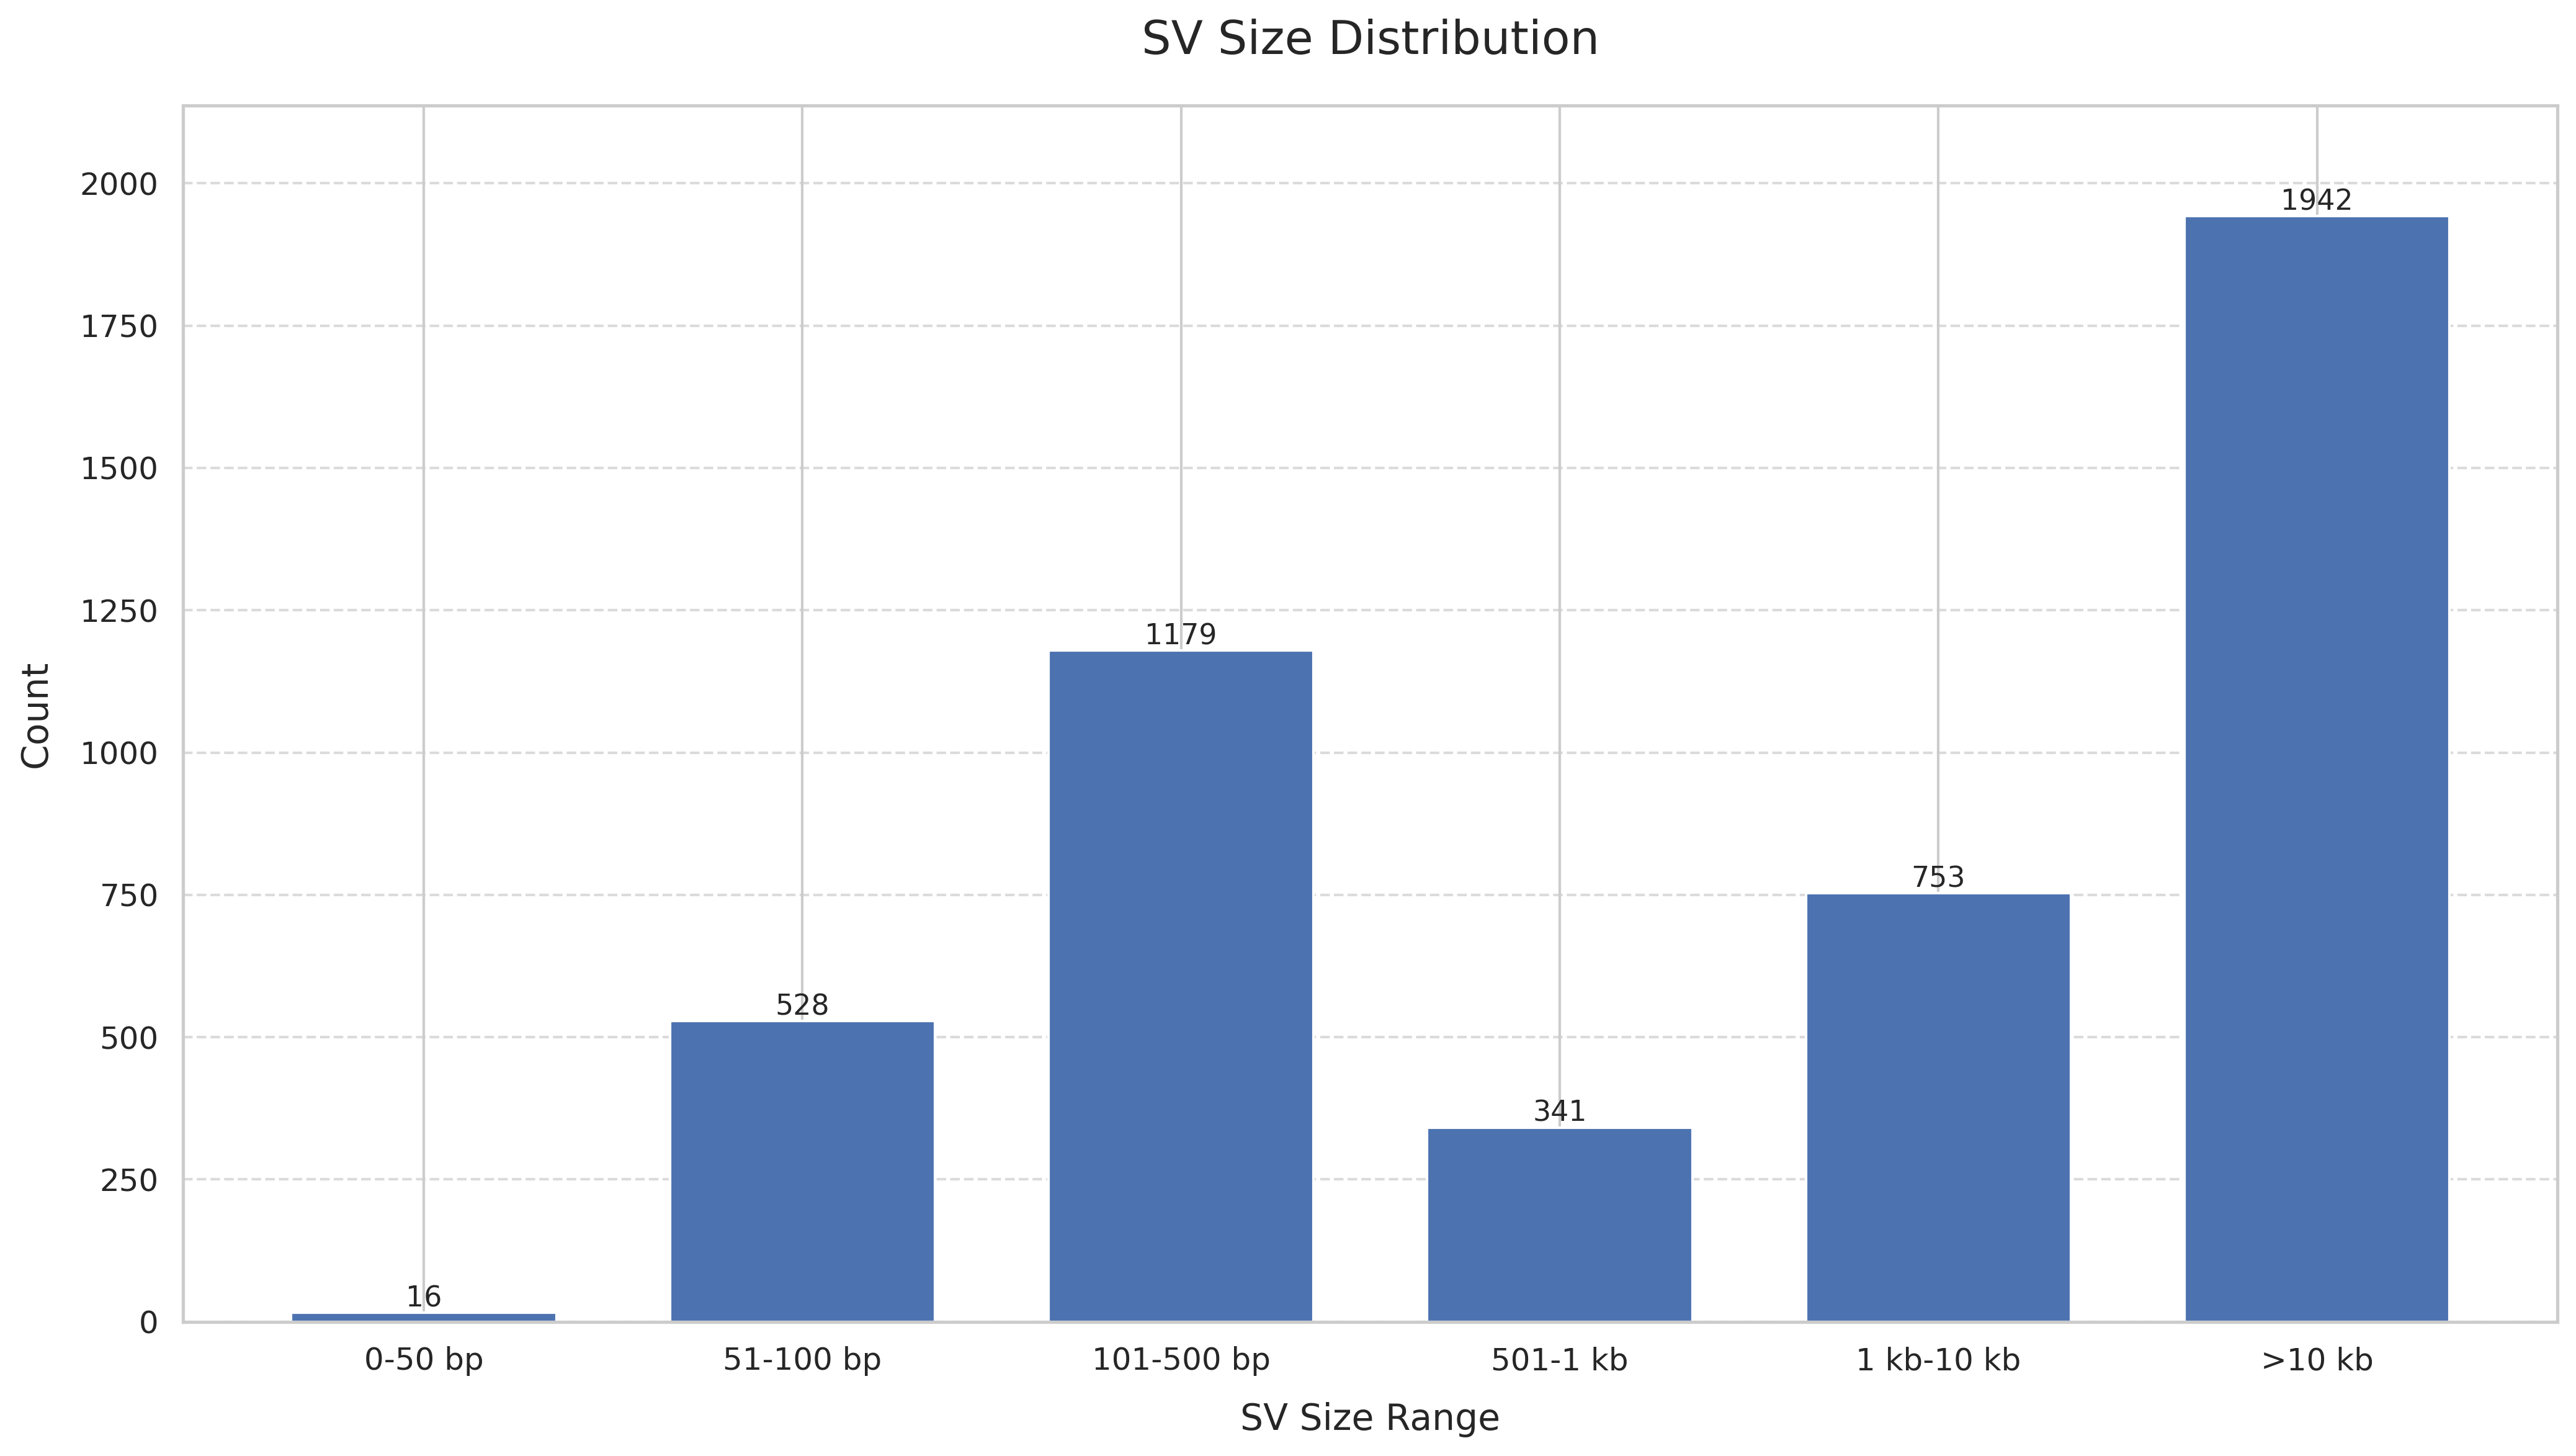 SV Size Distribution
2000
1750
1500
1250
1000
750
500
250
0
Count
16
528
1179
341
753
1942
0-50 bp
51-100 bp
101-500 bp
501-1 kb
1 kb-10 kb
>10 kb
SV Size Range